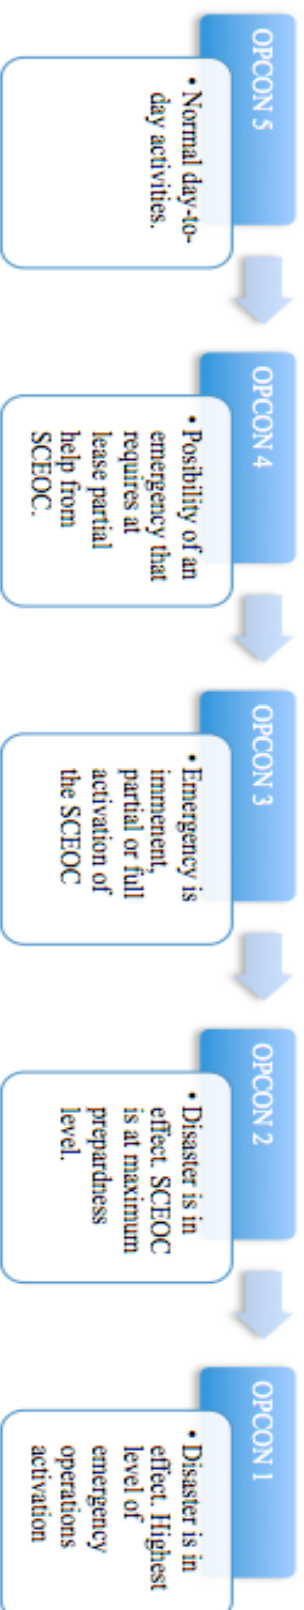 OPCON 5
• Normal day-to-
day activities.
OPCON 4
• Posibility of an
emergency that
requires at
lease partial
help from
SCEOC.
OPCON 3
• Emergency is
immenent,
partial or full
activation of
the SCEOC
OPCON 2
• Disaster is in
effect. SCEOC
is at maximum
prepardness
level.
OPCON 1
• Disaster is in
effect. Highest
level of
emergency
operations
activation